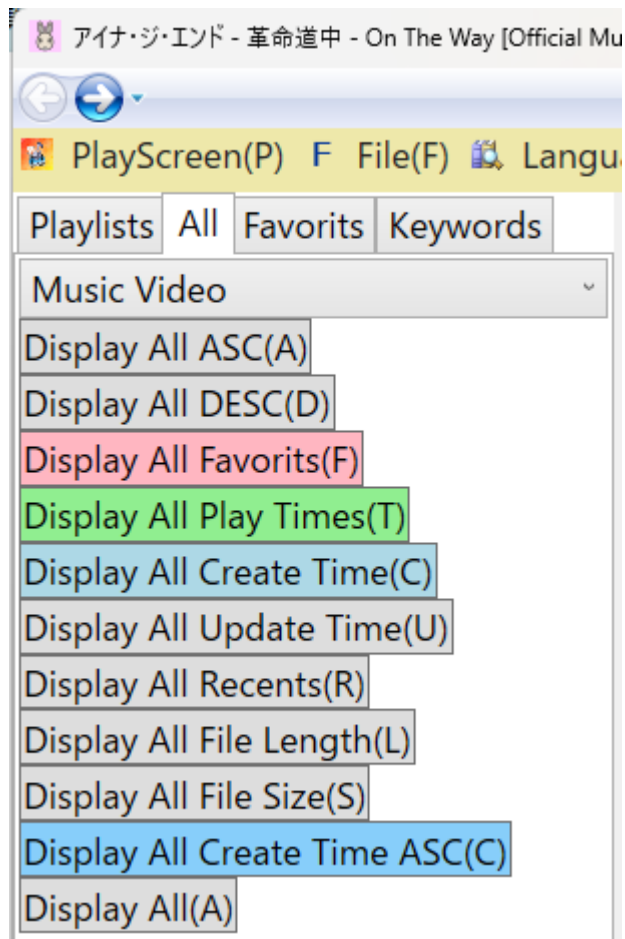 アイナ・ジ・エンド - 革命道中 - On The Way [Official Mu
PlayScreen(P) F File(F) Langu
Playlists All Favorits Keywords
Music Video
Display All ASC(A)
Display All DESC(D)
Display All Favorits(F)
Display All Play Times(T)
Display All Create Time(C)
Display All Update Time(U)
Display All Recents(R)
Display All File Length(L)
Display All File Size(S)
Display All Create Time ASC(C)
Display All(A)